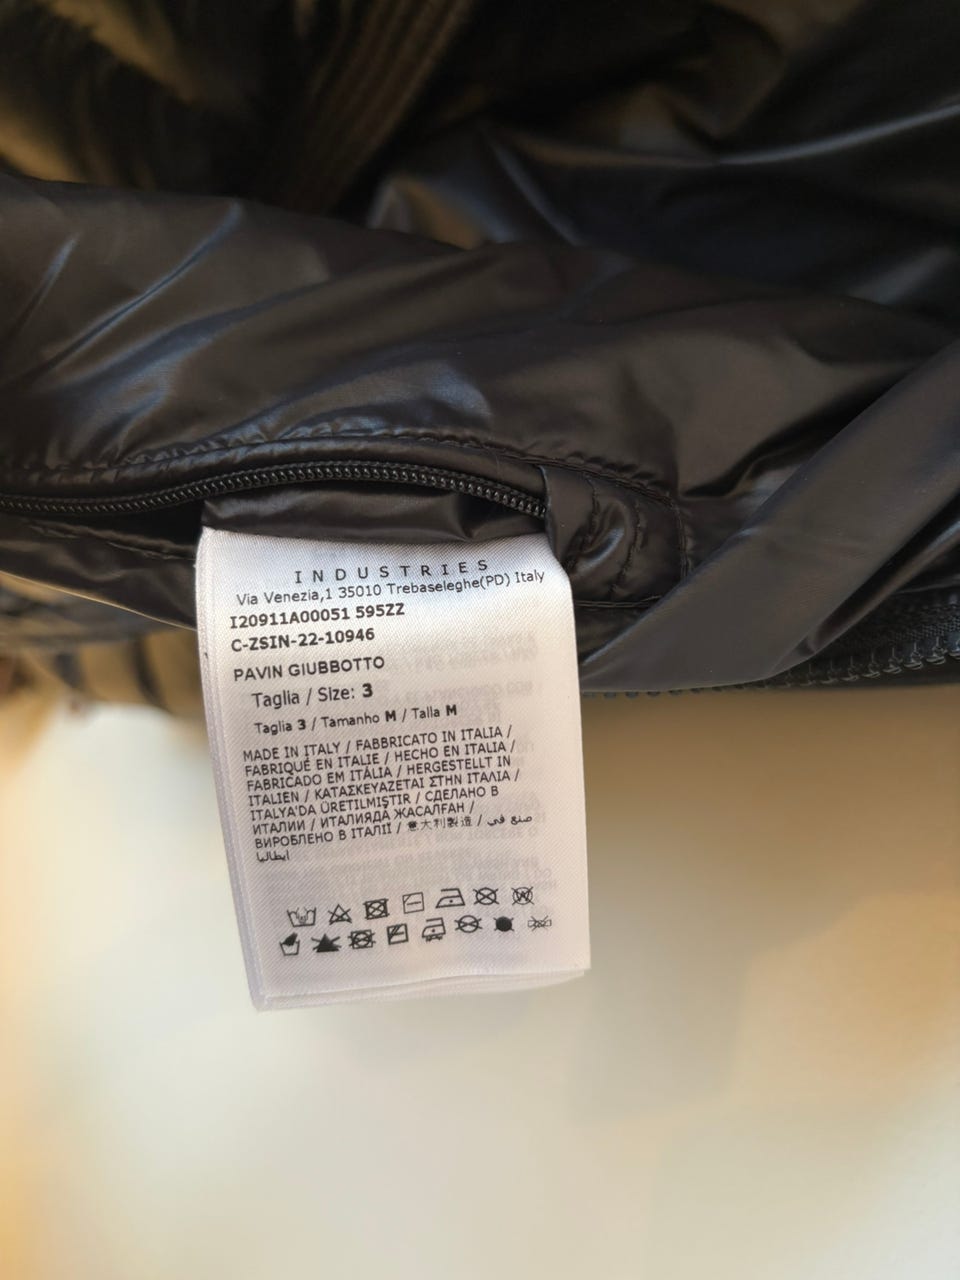 INDUSTRIES
Via Venezia,1 35010 Trebaseleghe(PD) Italy
I20911A00051 595ZZ
C-ZSIN-22-10946
PAVIN GIUBBOTTO
Taglia / Size: 3
Taglia 3 / Tamanho M / Talla M
MADE IN ITALY / FABBRICATO IN ITALIA /
FABRIQUÉ EN ITALIE / HECHO EN ITALIA /
FABRICADO EM ITÁLIA / HERGESTELLT IN
ITALIEN / ΚΑΤΑΣΚΕΥΑΖΕΤΑΙ ΣΤΗΝ ΙΤΑΛΙΑ /
ITALYA'DA ÜRETILMIŞTIR / СДЕЛАНО В
ИТАЛИИ / ИТАЛИЯДА ЖАСАЛҒАН /
ВИРОБЛЕНО В ІТАЛІЇ / 意大利製造 / صنع في
ايطاليا